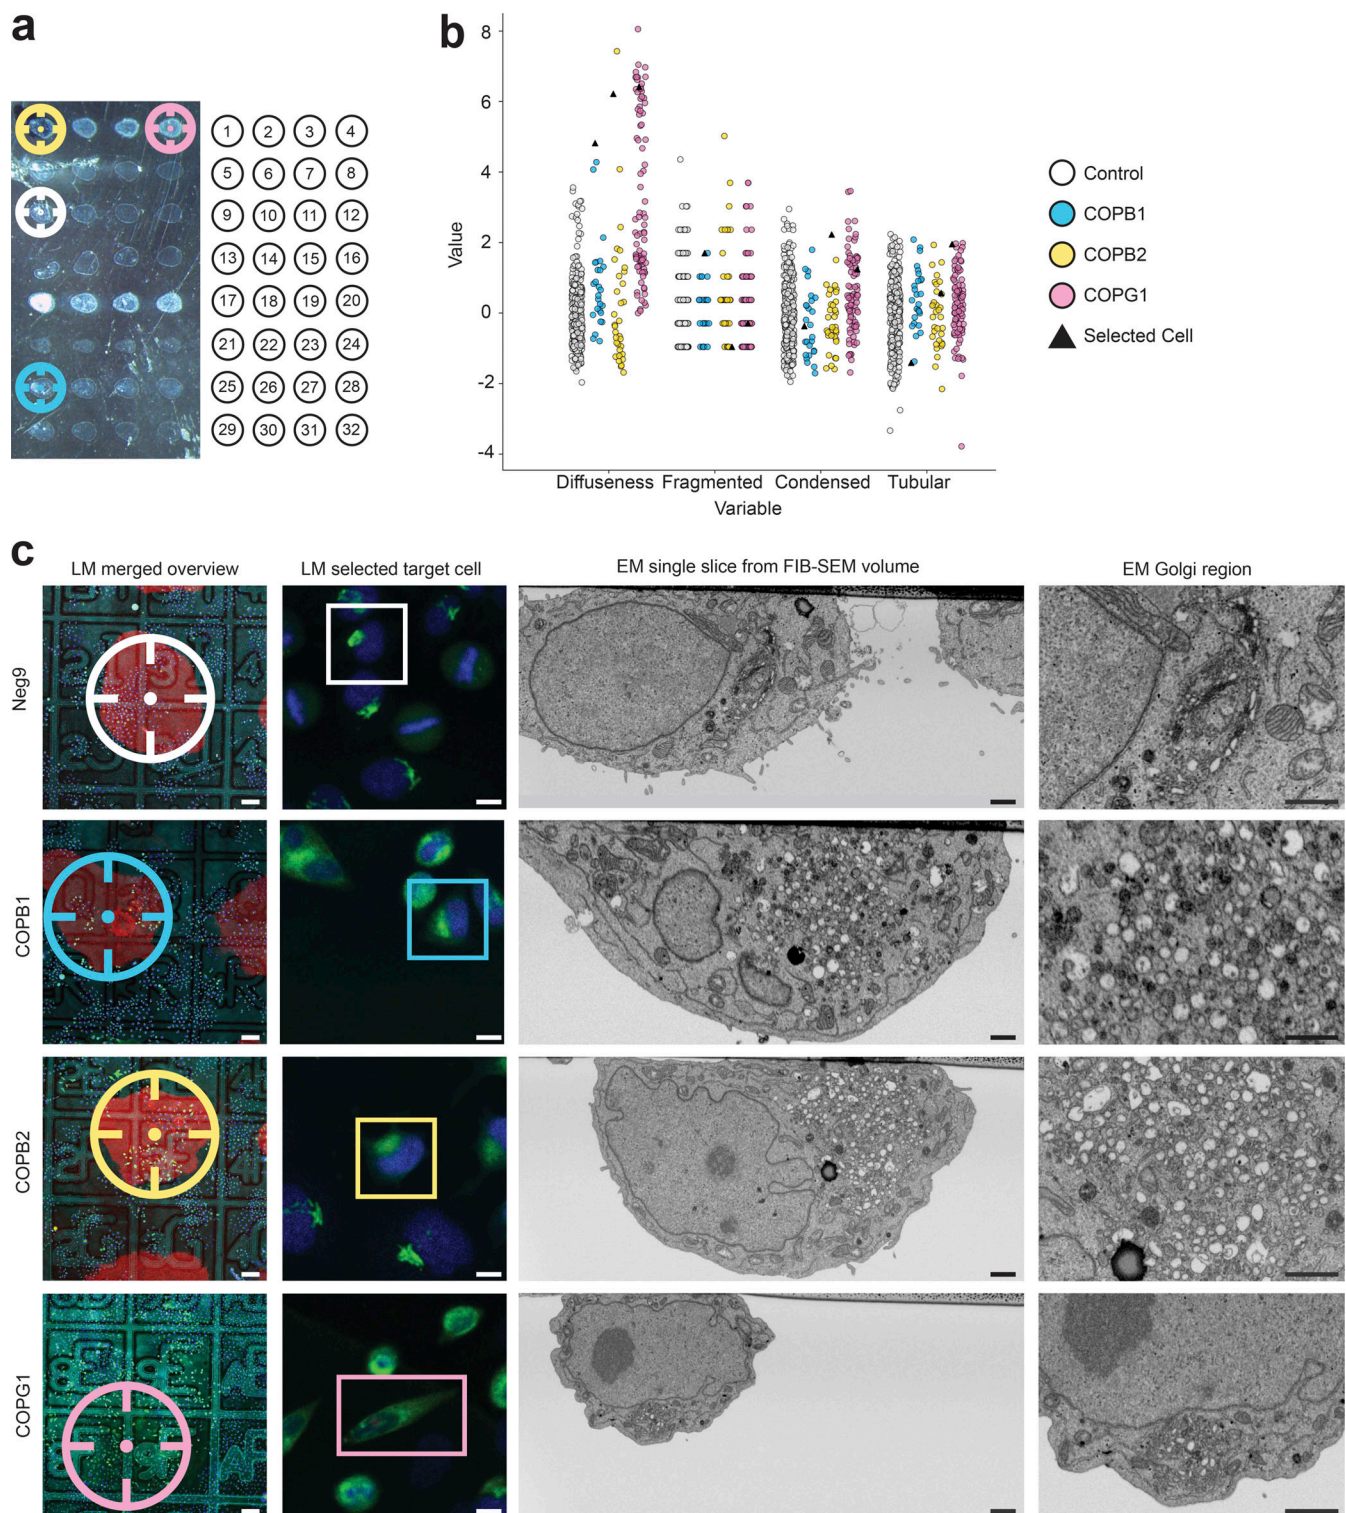 a
1 2 3 4
5 6 7 8
9 10 11 12
13 14 15 16
17 18 19 20
21 22 23 24
25 26 27 28
29 30 31 32
b
8
6
4
2
0
-2
-4
Value
Diffuseness Fragmented Condensed Tubular
Variable
Control
COPB1
COPB2
COPG1
Selected Cell
c
LM merged overview LM selected target cell EM single slice from FIB-SEM volume EM Golgi region
Neg9
COPB1
COPB2
COPG1